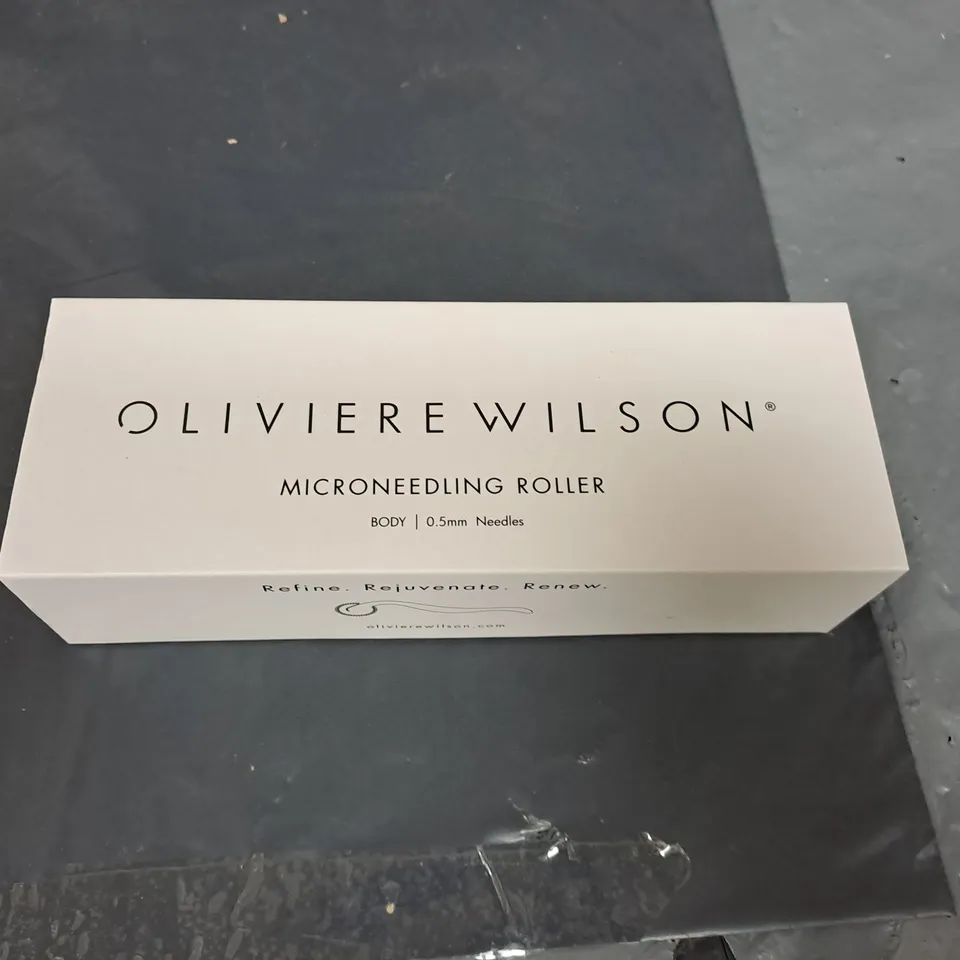 OLIVIERE WILSON®
MICRONEEDLING ROLLER
BODY | 0.5mm Needles
Refine. Rejuvenate. Renew.
olivierewilson.com